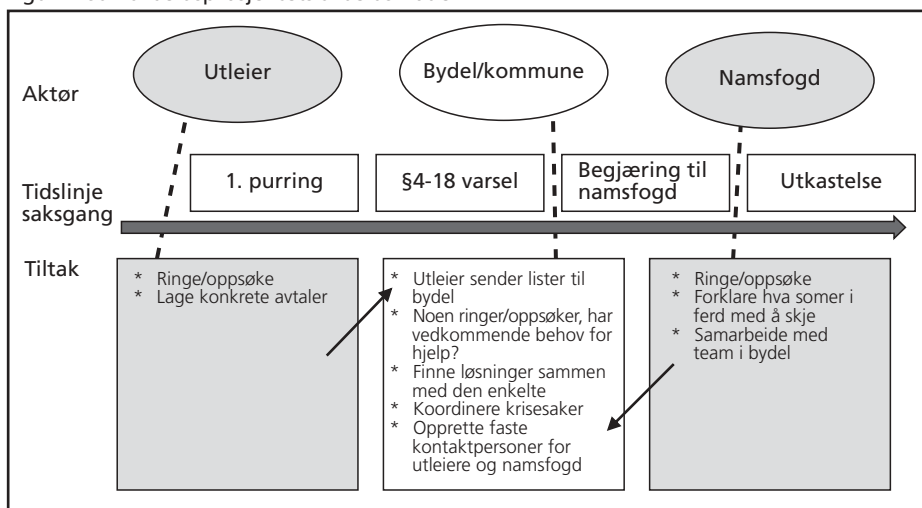 Aktør
Utleier
Bydel/kommune
Namsfogd
Tidslinje
saksgang
1. purring
§4-18 varsel
Begjæring til
namsfogd
Utkastelse
Tiltak
* Ringe/oppsøke
* Lage konkrete avtaler
* Utleier sender lister til
bydel
* Noen ringer/oppsøker, har
vedkommende behov for
hjelp?
* Finne løsninger sammen
med den enkelte
* Koordinere krisesaker
* Opprette faste
kontaktpersoner for
utleiere og namsfogd
* Ringe/oppsøke
* Forklare hva somer i
ferd med å skje
* Samarbeide med
team i bydel